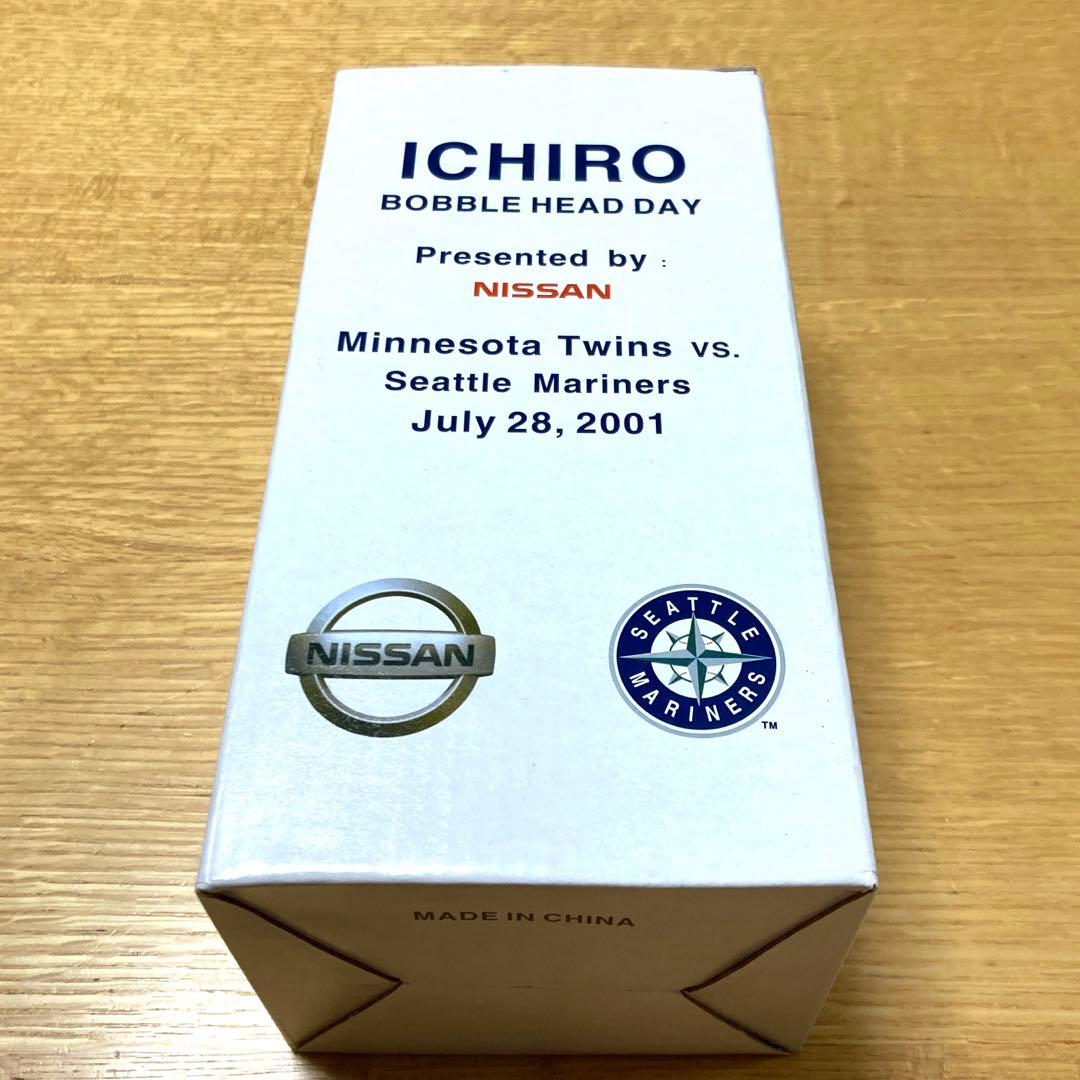 ICHIRO
BOBBLE HEAD DAY
Presented by :
NISSAN
Minnesota Twins vs.
Seattle Mariners
July 28, 2001
NISSAN
SEATTLE
MARINERS
TM
MADE IN CHINA